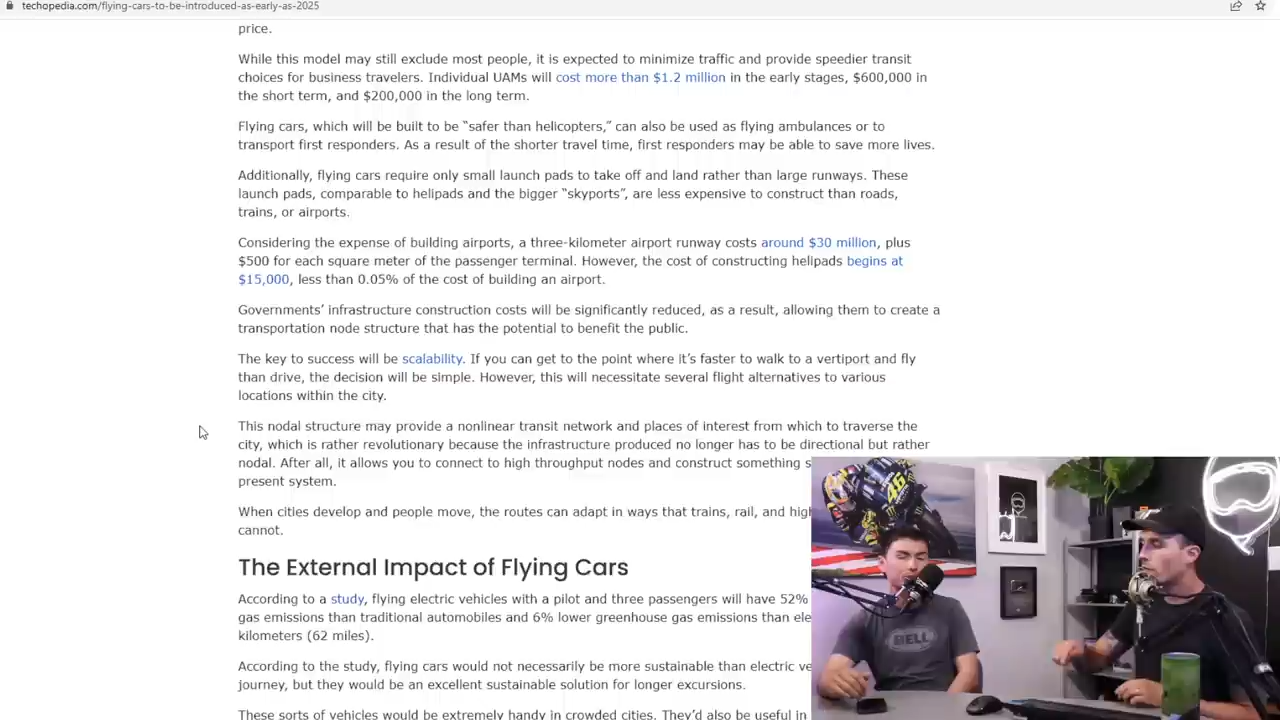 techopedia.com/flying-cars-to-be-introduced-as-early-as-2025
price.
While this model may still exclude most people, it is expected to minimize traffic and provide speedier transit
choices for business travelers. Individual UAMs will cost more than $1.2 million in the early stages, $600,000 in
the short term, and $200,000 in the long term.
Flying cars, which will be built to be “safer than helicopters,” can also be used as flying ambulances or to
transport first responders. As a result of the shorter travel time, first responders may be able to save more lives.
Additionally, flying cars require only small launch pads to take off and land rather than large runways. These
launch pads, comparable to helipads and the bigger “skyports”, are less expensive to construct than roads,
trains, or airports.
Considering the expense of building airports, a three-kilometer airport runway costs around $30 million, plus
$500 for each square meter of the passenger terminal. However, the cost of constructing helipads begins at
$15,000, less than 0.05% of the cost of building an airport.
Governments’ infrastructure construction costs will be significantly reduced, as a result, allowing them to create a
transportation node structure that has the potential to benefit the public.
The key to success will be scalability. If you can get to the point where it’s faster to walk to a vertiport and fly
than drive, the decision will be simple. However, this will necessitate several flight alternatives to various
locations within the city.
This nodal structure may provide a nonlinear transit network and places of interest from which to traverse the
city, which is rather revolutionary because the infrastructure produced no longer has to be directional but rather
nodal. After all, it allows you to connect to high throughput nodes and construct something
present system.
When cities develop and people move, the routes can adapt in ways that trains, rail, and
cannot.
The External Impact of Flying Cars
According to a study, flying electric vehicles with a pilot and three passengers will have 52%
gas emissions than traditional automobiles and 6% lower greenhouse gas emissions than
kilometers (62 miles).
According to the study, flying cars would not necessarily be more sustainable than electric
journey, but they would be an excellent sustainable solution for longer excursions.
These sorts of vehicles would be extremely handy in crowded cities. They’d also be useful in
46
BELL